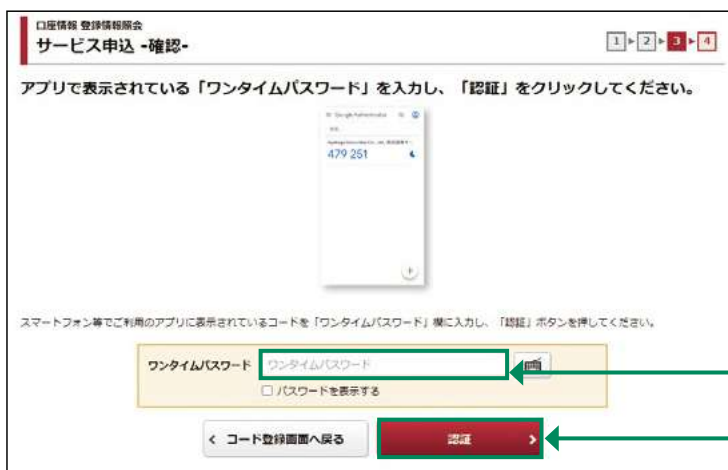 口座情報 登録情報照会
サービス申込 -確認-
1 2 3 4
アプリで表示されている「ワンタイムパスワード」を入力し、「認証」をクリックしてください。
Google Authenticator
479 251
+
スマートフォン等でご利用のアプリに表示されているコードを「ワンタイムパスワード」欄に入力し、「認証」ボタンを押してください。
ワンタイムパスワード ワンタイムパスワード
パスワードを表示する
< コード登録画面へ戻る 認証 >